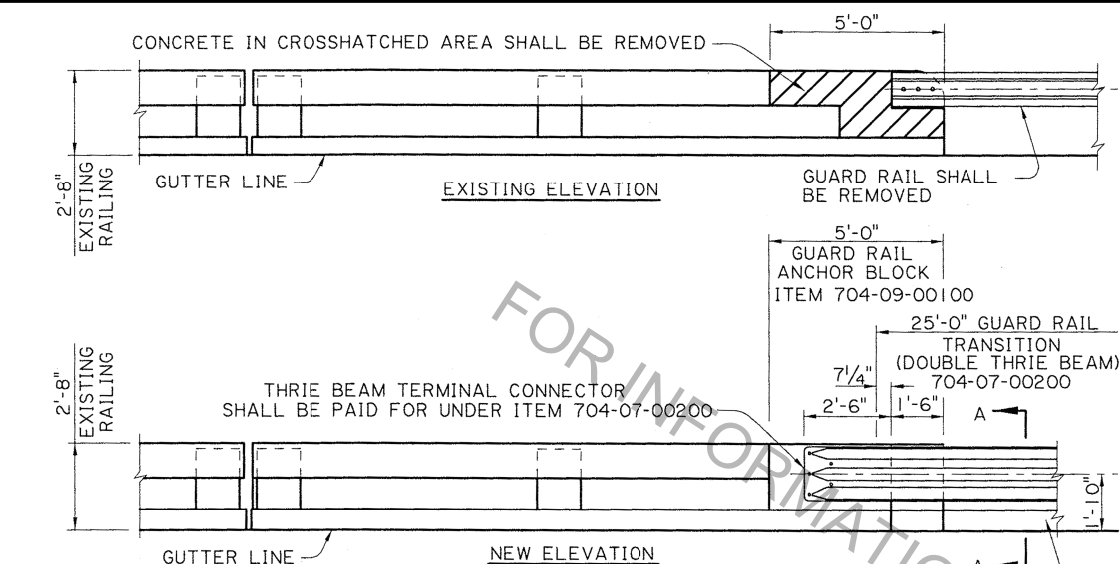 5'-0"
CONCRETE IN CROSSHATCHED AREA SHALL BE REMOVED
2'-8"
EXISTING
RAILING
GUTTER LINE
EXISTING ELEVATION
GUARD RAIL SHALL
BE REMOVED
5'-0"
GUARD RAIL
ANCHOR BLOCK
ITEM 704-09-00100
25'-0" GUARD RAIL
TRANSITION
(DOUBLE THRIE BEAM)
704-07-00200
7 1/4"
2'-6"
1'-6"
A
2'-8"
EXISTING
RAILING
THRIE BEAM TERMINAL CONNECTOR
SHALL BE PAID FOR UNDER ITEM 704-07-00200
1'-10"
GUTTER LINE
NEW ELEVATION
A
FOR INFORMATIO